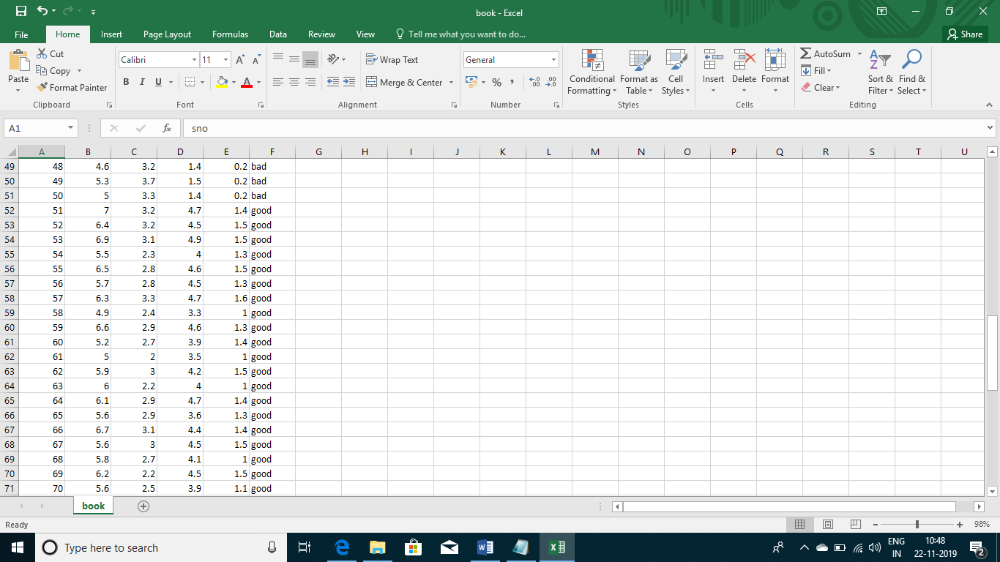 book - Excel
File Home Insert Page Layout Formulas Data Review View Tell me what you want to do... Share
Paste
Cut
Copy
Format Painter
Clipboard
Calibri 11
B I U A
Font
Wrap Text
Merge & Center
Alignment
General
% ,
Number
Conditional Formatting
Format as Table
Cell Styles
Styles
Insert Delete Format
Cells
AutoSum
Fill
Clear
Sort & Filter
Find & Select
Editing
A1 fx sno
A B C D E F G H I J K L M N O P Q R S T U
49 48 4.6 3.2 1.4 0.2 bad
50 49 5.3 3.7 1.5 0.2 bad
51 50 5 3.3 1.4 0.2 bad
52 51 7 3.2 4.7 1.4 good
53 52 6.4 3.2 4.5 1.5 good
54 53 6.9 3.1 4.9 1.5 good
55 54 5.5 2.3 4 1.3 good
56 55 6.5 2.8 4.6 1.5 good
57 56 5.7 2.8 4.5 1.3 good
58 57 6.3 3.3 4.7 1.6 good
59 58 4.9 2.4 3.3 1 good
60 59 6.6 2.9 4.6 1.3 good
61 60 5.2 2.7 3.9 1.4 good
62 61 5 2 3.5 1 good
63 62 5.9 3 4.2 1.5 good
64 63 6 2.2 4 1 good
65 64 6.1 2.9 4.7 1.4 good
66 65 5.6 2.9 3.6 1.3 good
67 66 6.7 3.1 4.4 1.4 good
68 67 5.6 3 4.5 1.5 good
69 68 5.8 2.7 4.1 1 good
70 69 6.2 2.2 4.5 1.5 good
71 70 5.6 2.5 3.9 1.1 good
book
Ready 98%
Type here to search
ENG
IN
10:48
22-11-2019
2